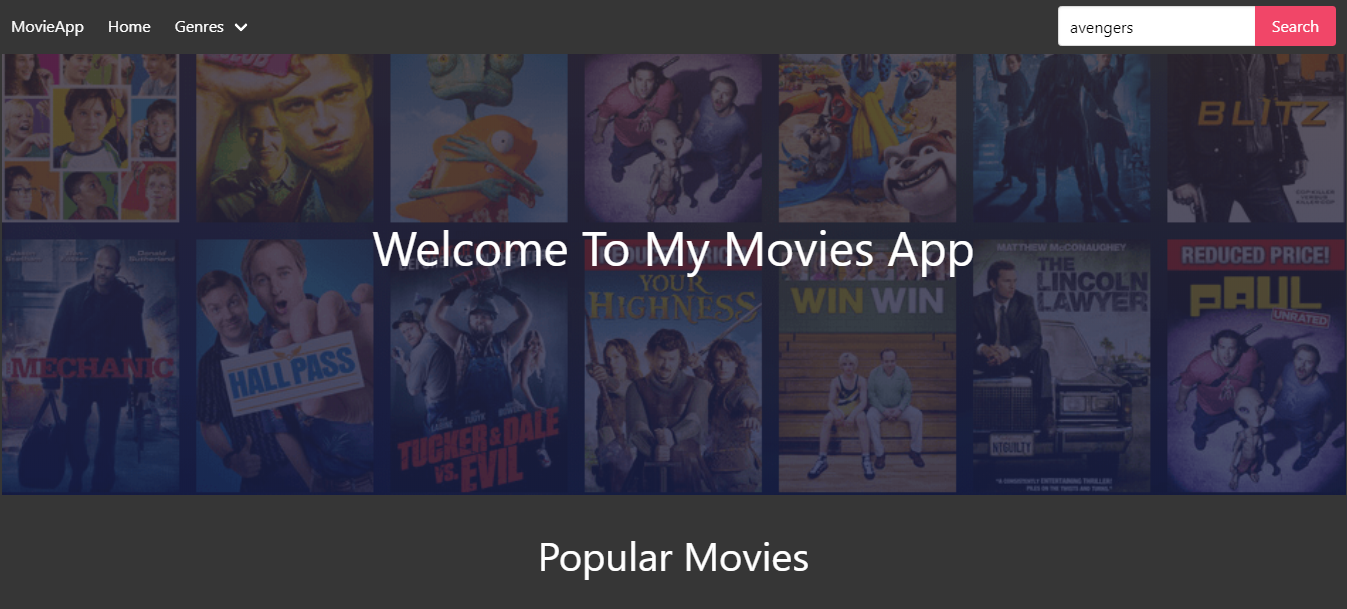 MovieApp Home Genres
avengers Search
BLITZ
Welcome To My Movies App
MATTHEW McCONAUGHEY
THE LINCOLN LAWYER
REDUCED PRICE!
YOUR HIGHNESS
WIN WIN
PAUL
UNRATED
MECHANIC
HALL PASS
TUCKER & DALE
VS. EVIL
NTGUILTY
Popular Movies